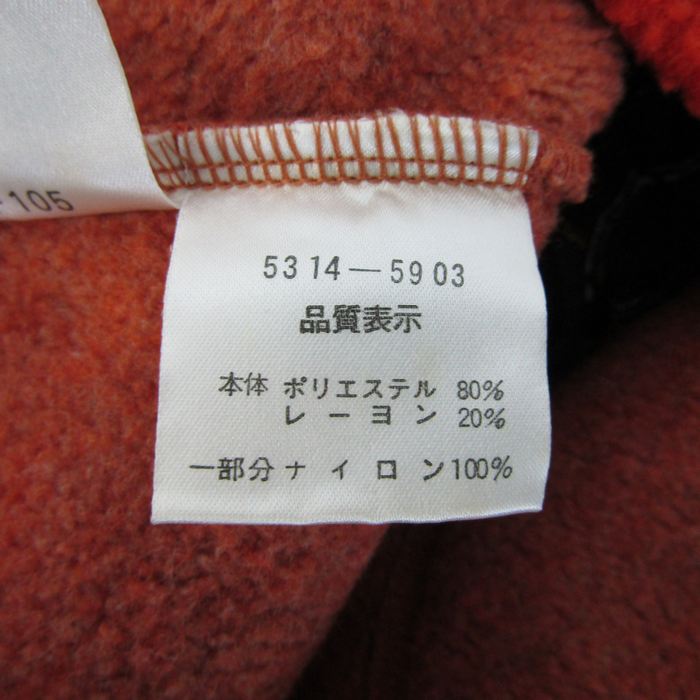 105
5314-5903
品質表示
本体 ポリエステル 80%
レーヨン 20%
一部分ナイロン100%